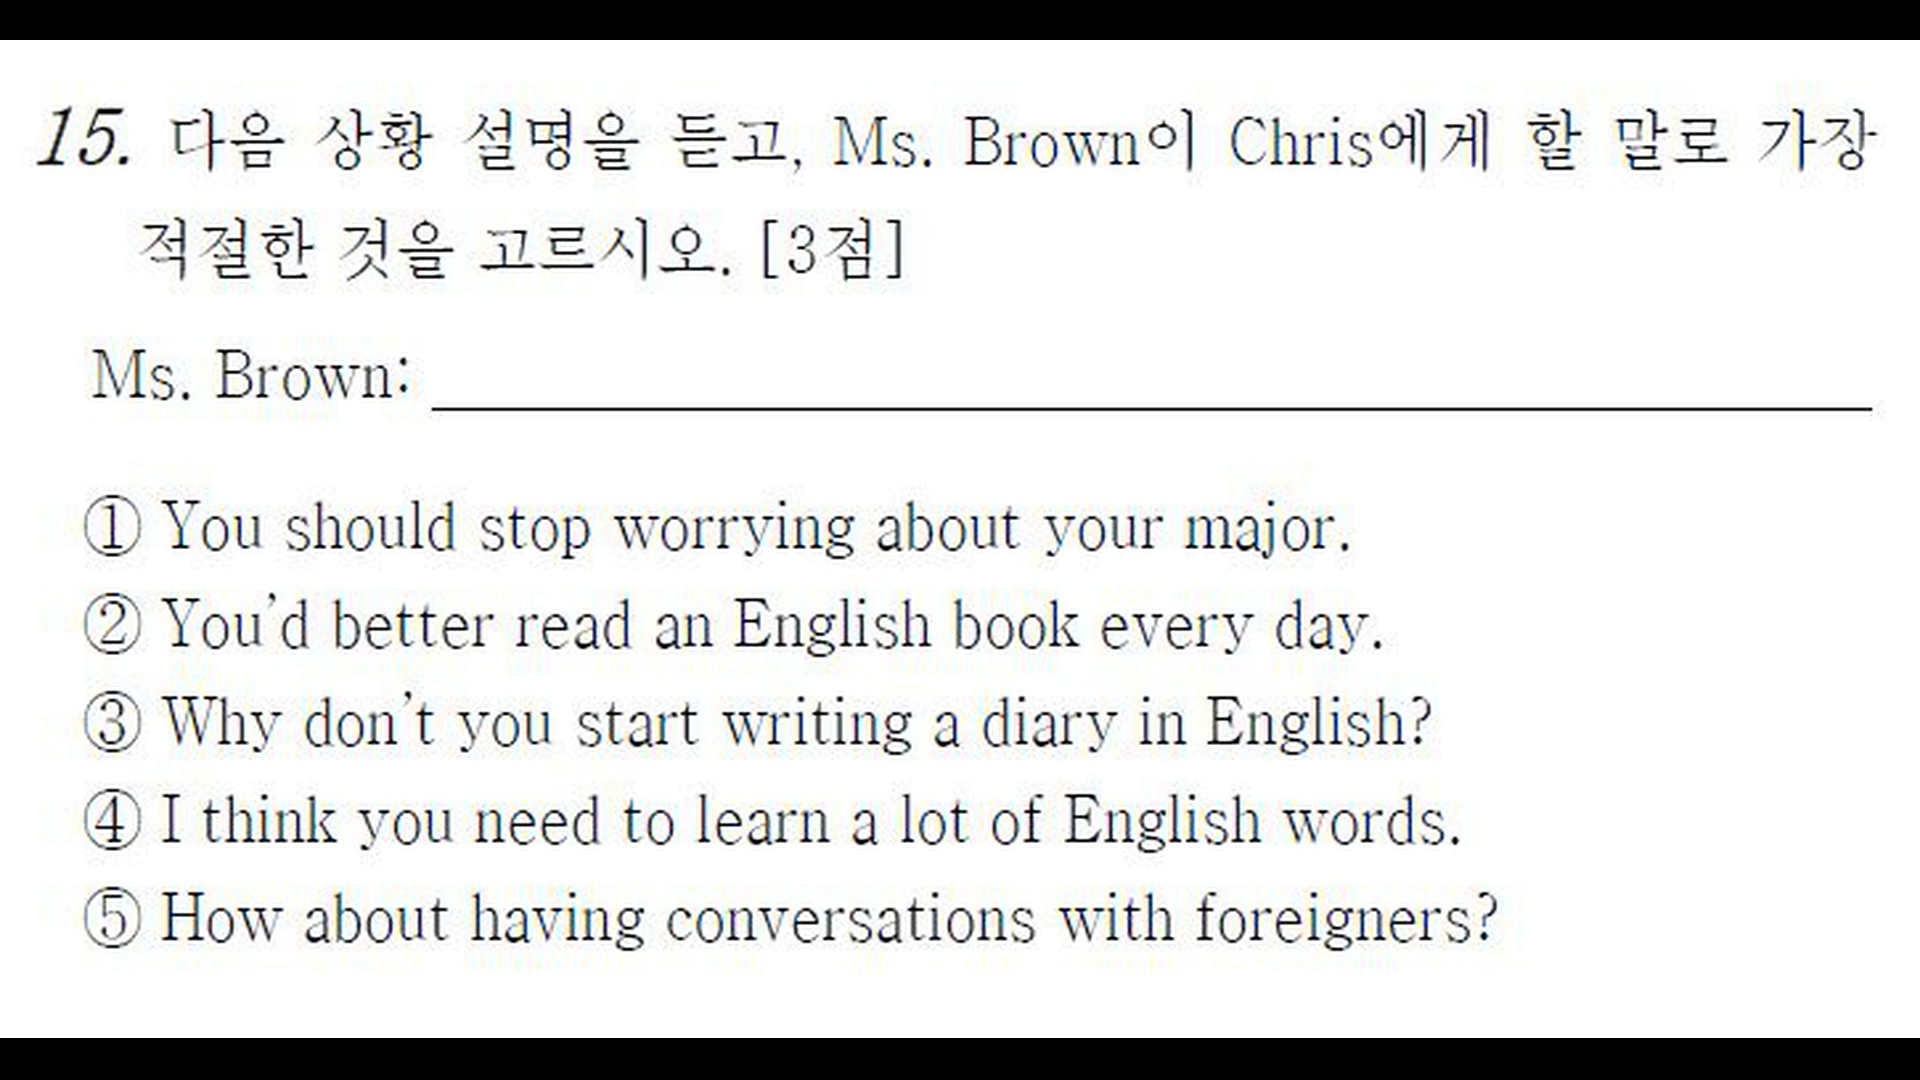 15. 다음 상황 설명을 듣고, Ms. Brown이 Chris에게 할 말로 가장
적절한 것을 고르시오. [3점]
Ms. Brown:
① You should stop worrying about your major.
② You'd better read an English book every day.
③ Why don't you start writing a diary in English?
④ I think you need to learn a lot of English words.
⑤ How about having conversations with foreigners?